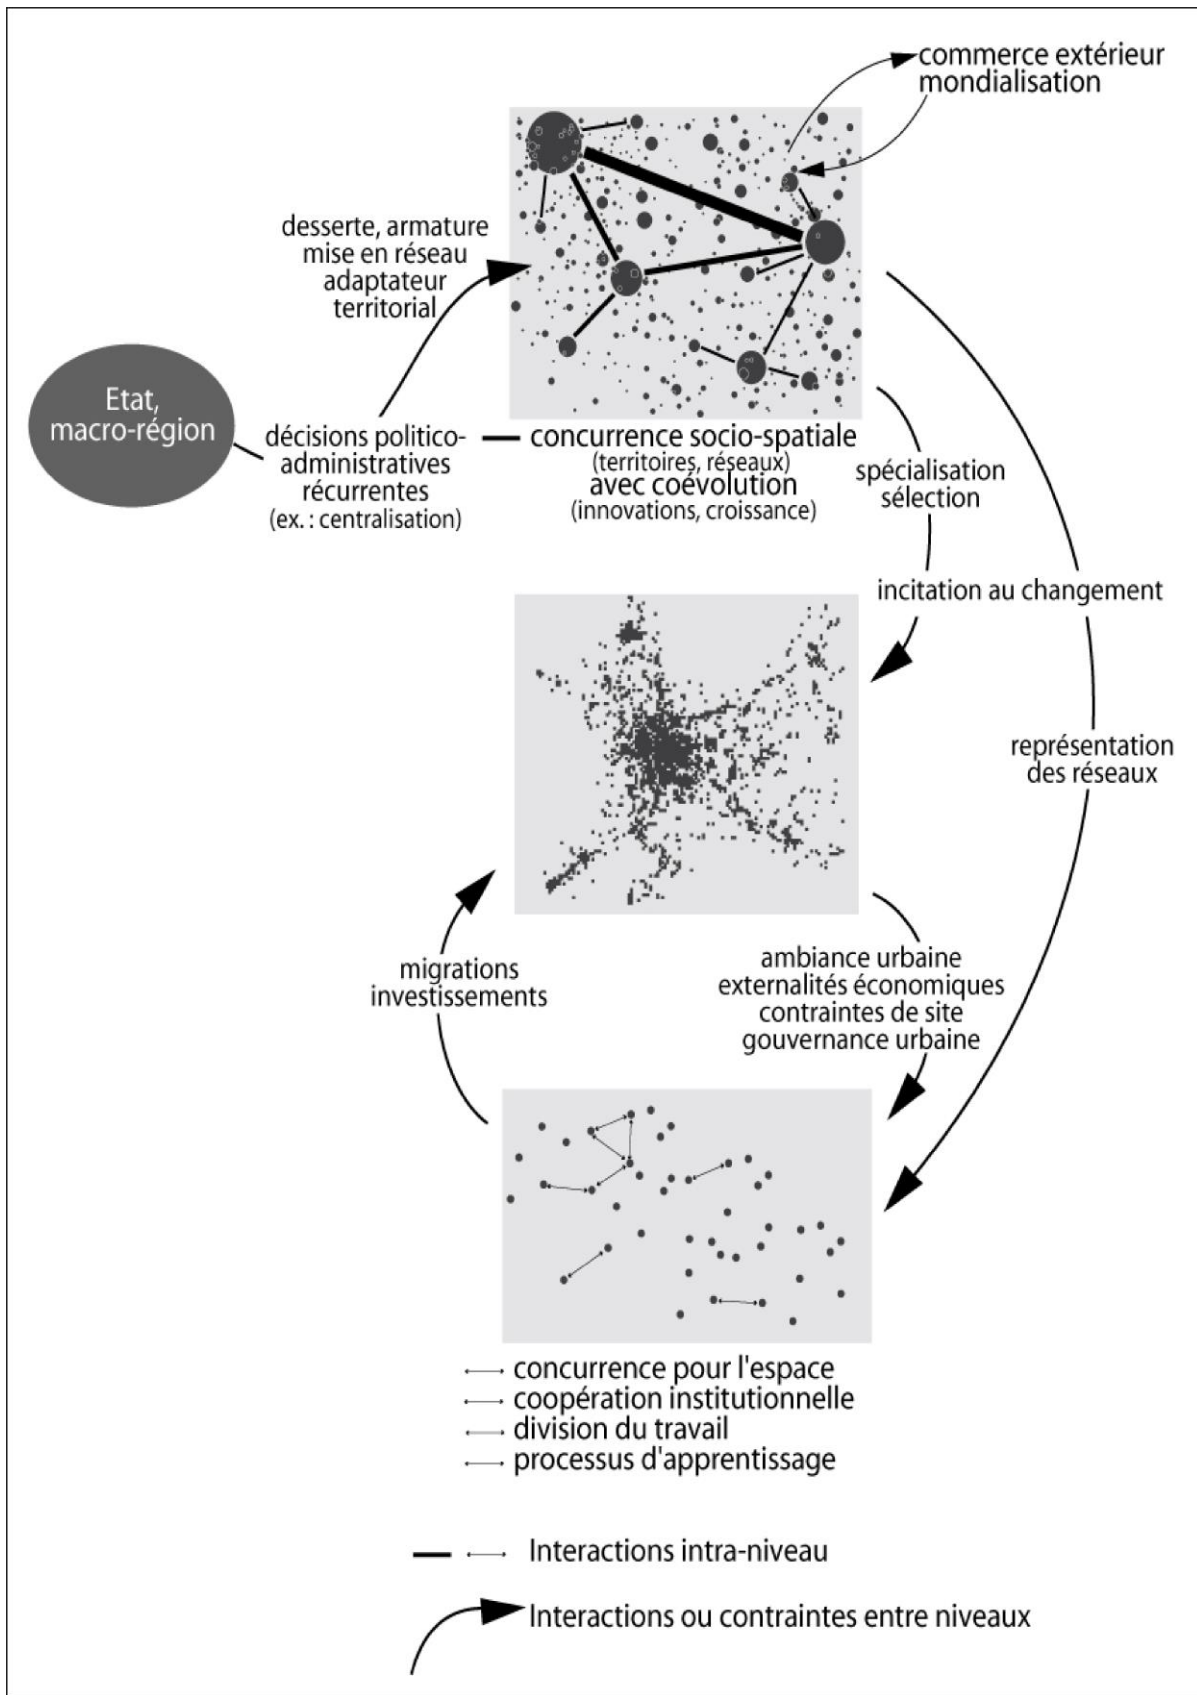 commerce extérieur
mondialisation
desserte, armature
mise en réseau
adaptateur
territorial
Etat,
macro-région
décisions politico-
administratives
récurrentes
(ex. : centralisation)
concurrence socio-spatiale
(territoires, réseaux)
avec coévolution
(innovations, croissance)
spécialisation
sélection
incitation au changement
représentation
des réseaux
migrations
investissements
ambiance urbaine
externalités économiques
contraintes de site
gouvernance urbaine
concurrence pour l'espace
coopération institutionnelle
division du travail
processus d'apprentissage
Interactions intra-niveau
Interactions ou contraintes entre niveaux